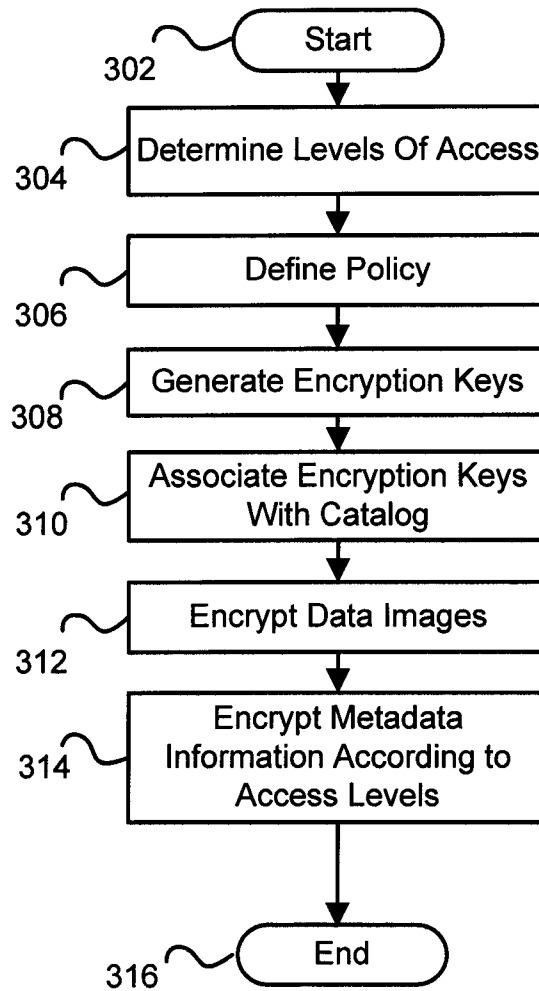 Start
302
Determine Levels Of Access
304
Define Policy
306
Generate Encryption Keys
308
Associate Encryption Keys
With Catalog
310
Encrypt Data Images
312
Encrypt Metadata
Information According to
Access Levels
314
End
316